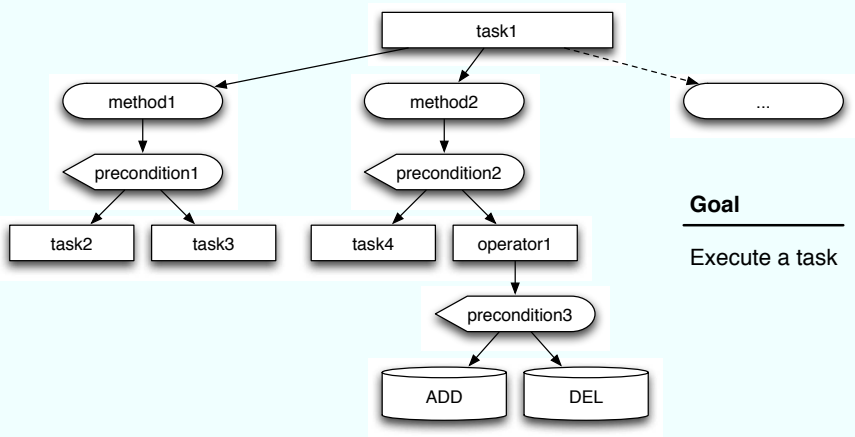 task1
method1
method2
...
precondition1
precondition2
Goal
task2
task3
task4
operator1
Execute a task
precondition3
ADD
DEL